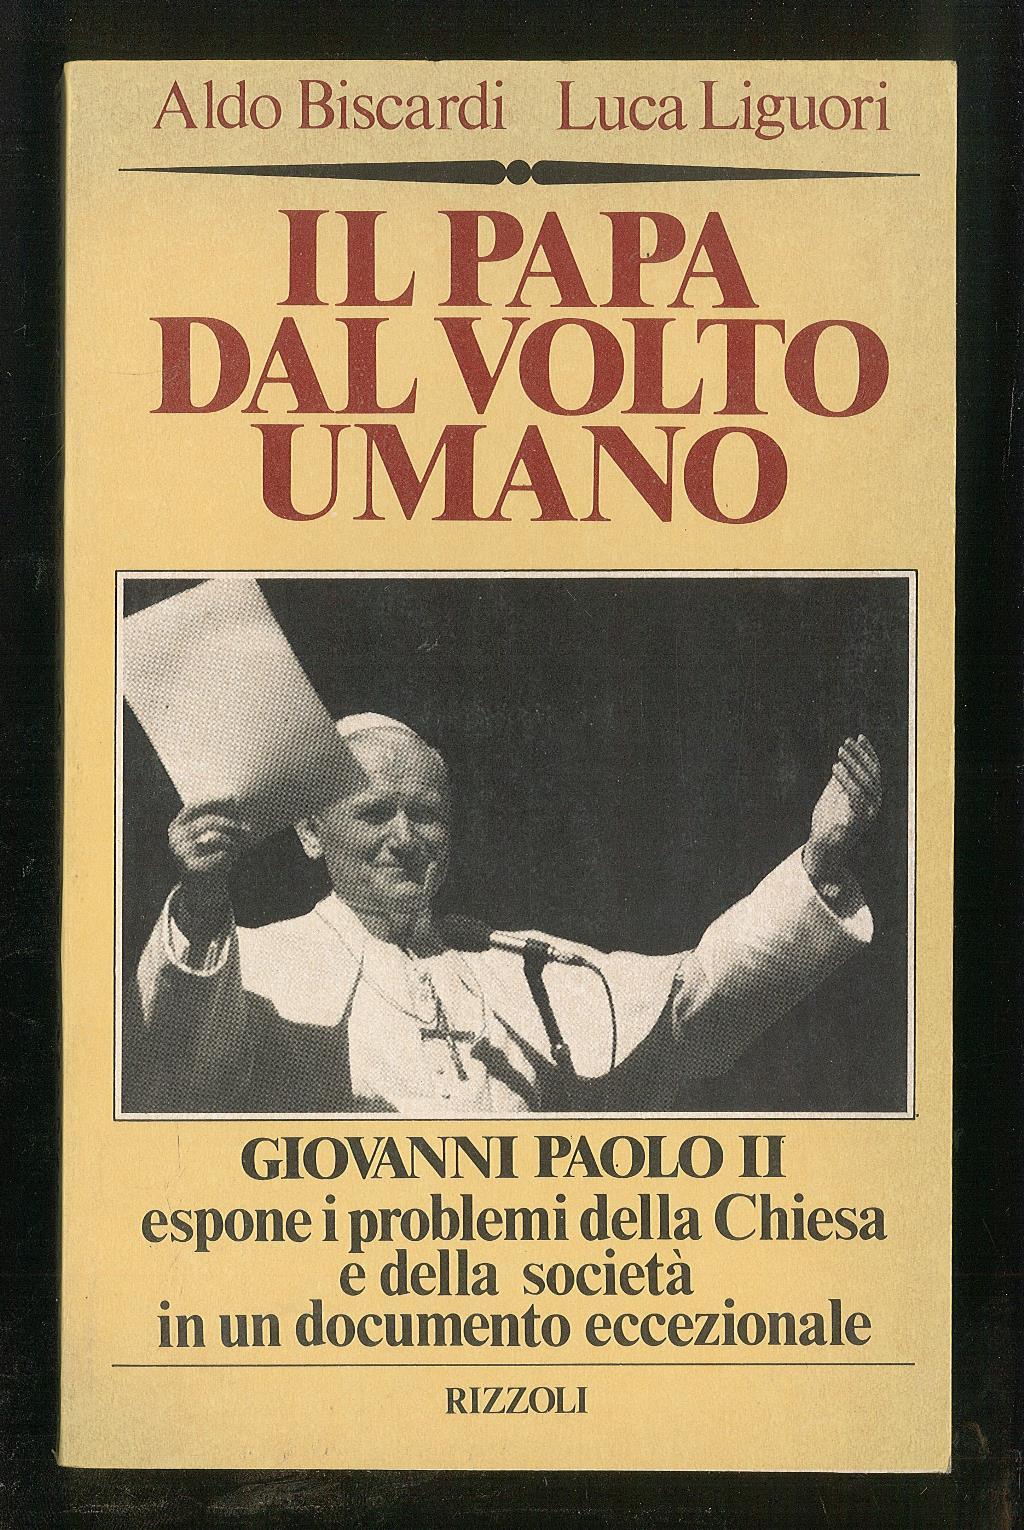 Aldo Biscardi Luca Liguori
IL PAPA
DAL VOLTO
UMANO
GIOVANNI PAOLO II
espone i problemi della Chiesa
e della società
in un documento eccezionale
RIZZOLI